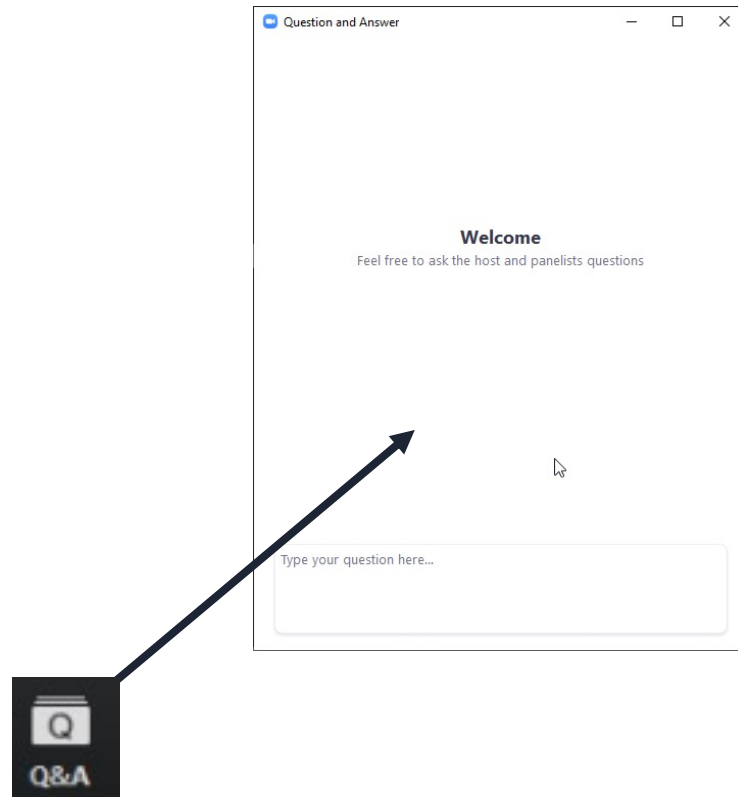 Question and Answer
Welcome
Feel free to ask the host and panelists questions
Type your question here...
Q
Q&A